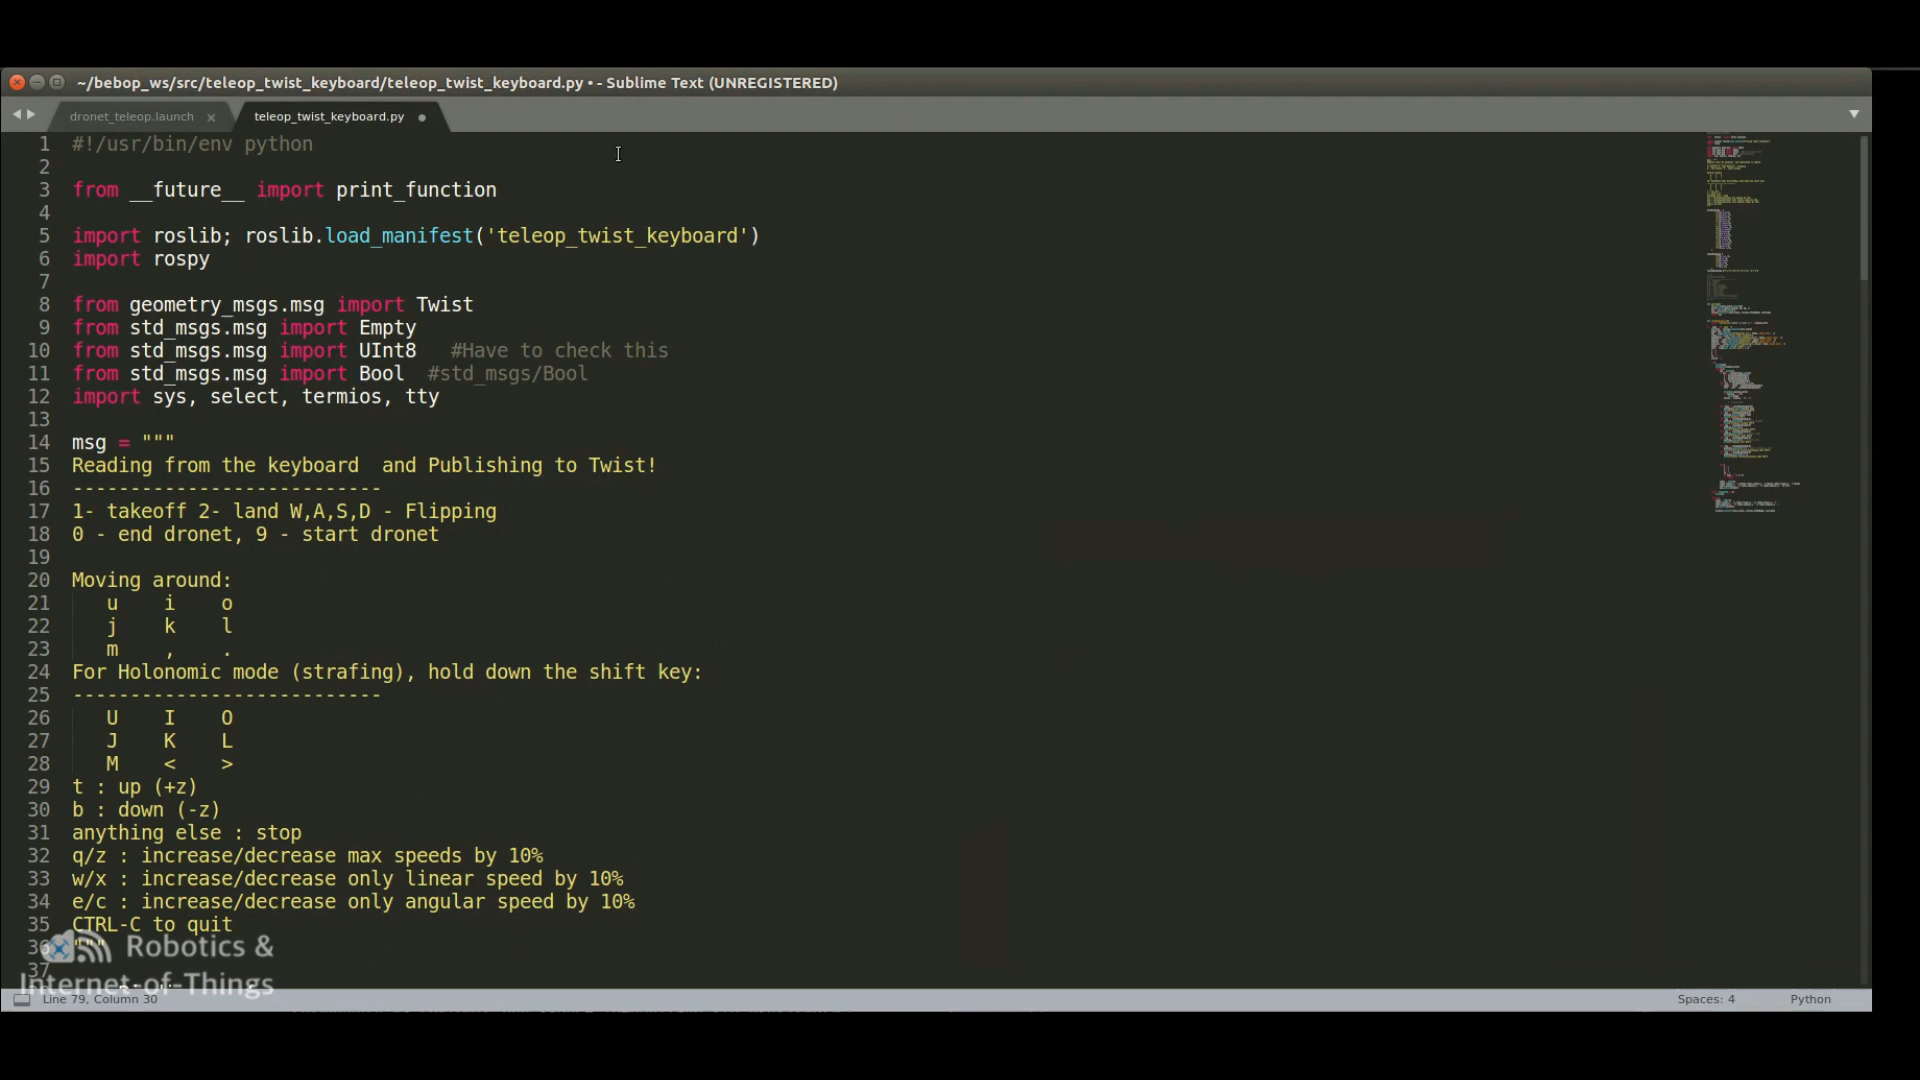 ~/bebop_ws/src/teleop_twist_keyboard/teleop_twist_keyboard.py • - Sublime Text (UNREGISTERED)
dronet_teleop.launch × teleop_twist_keyboard.py
1 #!/usr/bin/env python
2
3 from __future__ import print_function
4
5 import roslib; roslib.load_manifest('teleop_twist_keyboard')
6 import rospy
7
8 from geometry_msgs.msg import Twist
9 from std_msgs.msg import Empty
10 from std_msgs.msg import UInt8   #Have to check this
11 from std_msgs.msg import Bool  #std_msgs/Bool
12 import sys, select, termios, tty
13
14 msg = """
15 Reading from the keyboard  and Publishing to Twist!
16 ---------------------------
17 1- takeoff 2- land W,A,S,D - Flipping
18 0 - end dronet, 9 - start dronet
19
20 Moving around:
21    u    i    o
22    j    k    l
23    m    ,    .
24 For Holonomic mode (strafing), hold down the shift key:
25 ---------------------------
26    U    I    O
27    J    K    L
28    M    <    >
29 t : up (+z)
30 b : down (-z)
31 anything else : stop
32 q/z : increase/decrease max speeds by 10%
33 w/x : increase/decrease only linear speed by 10%
34 e/c : increase/decrease only angular speed by 10%
35 CTRL-C to quit
36 """
37
Robotics &
Internet-of-Things
Line 79, Column 30 Spaces: 4 Python